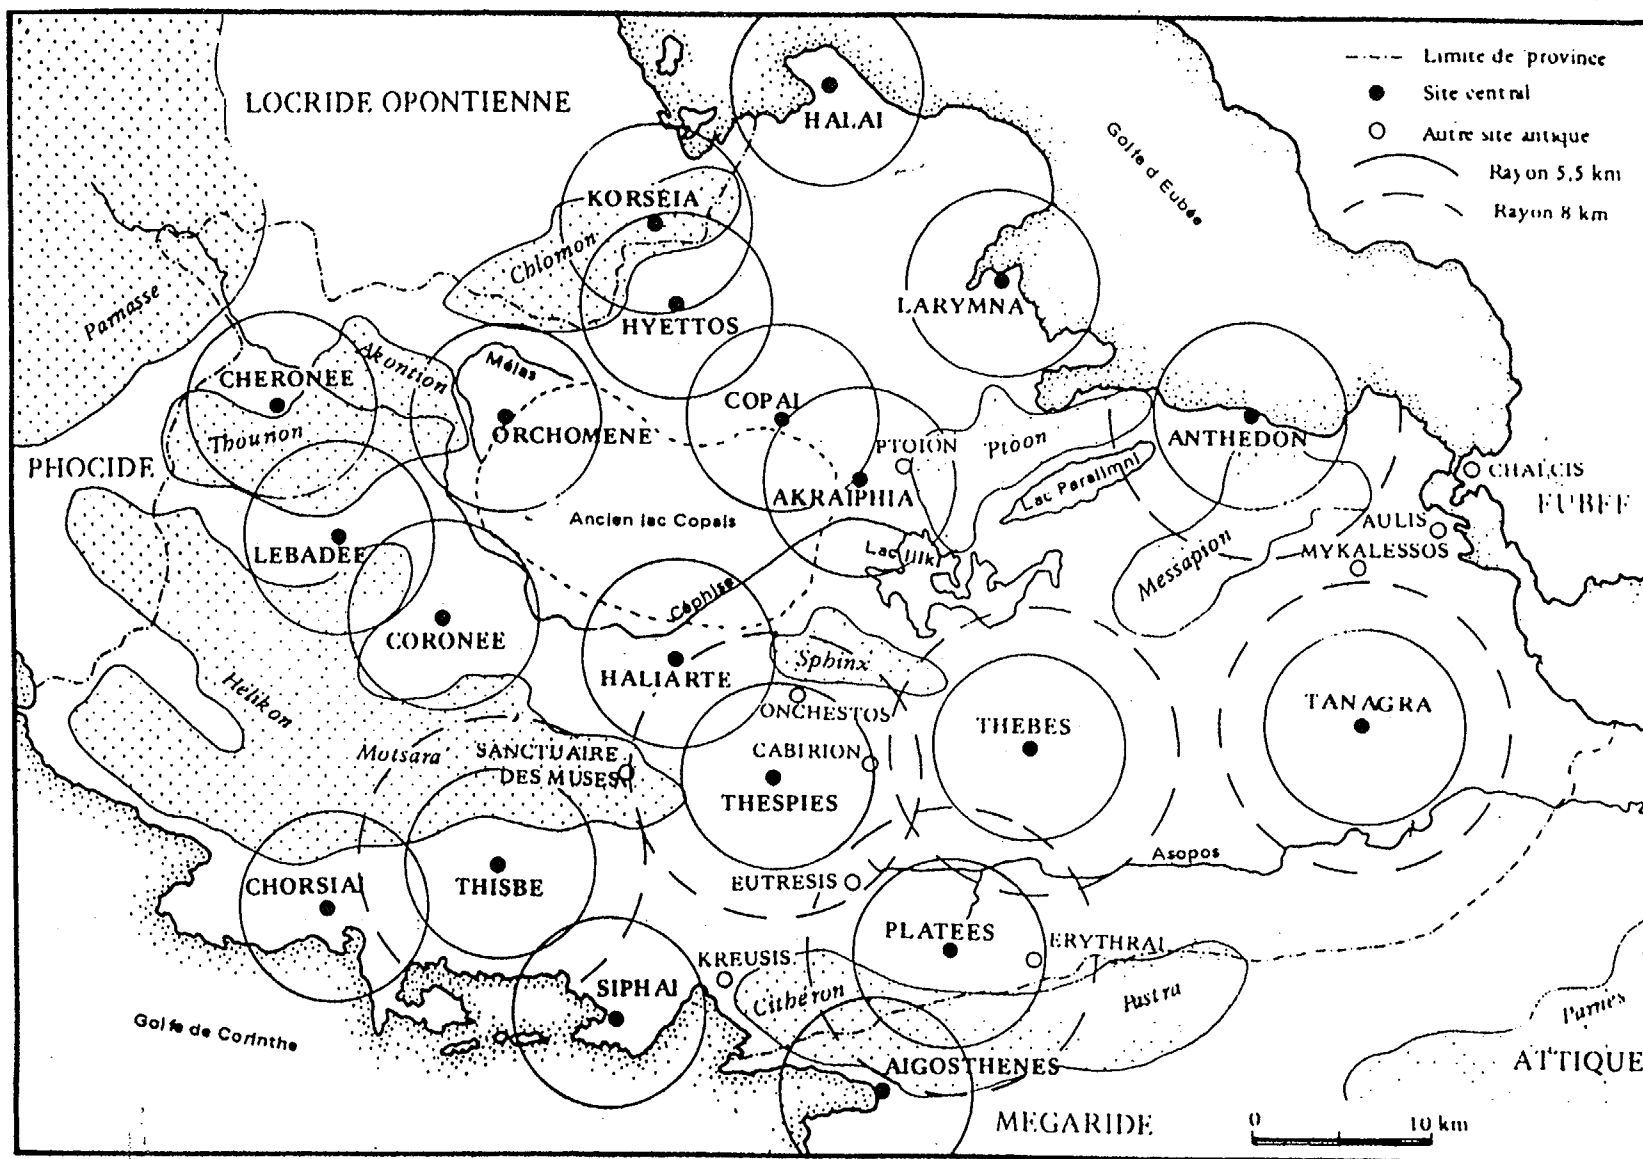 Limite de province
LOCRIDE OPONTIENNE
Site central
HALAI
Autre site antique
Golfe d'Eubée
Rayon 5,5 km
KORSEIA
Rayon 8 km
Chlomon
LARYMNA
Parnasse
HYETTOS
Akontion
Mélas
CHERONEE
COPAI
ORCHOMENE
ANTHEDON
Thourion
PTOION
Ptoon
PHOCIDE
CHALCIS
Lac Paralimni
AKRAIPHIA
EUBEE
Ancien lac Copaïs
AULIS
LEBADEE
Lac Iliki
MYKALESSOS
Messapion
Céphise
CORONEE
Sphinx
HALIARTE
Hélikon
ONCHESTOS
TANAGRA
THEBES
Motsara
SANCTUAIRE
DES MUSES
CABIRION
THESPIES
Asopos
CHORSIAI
THISBE
EUTRESIS
PLATEES
ERYTHRAI
KREUSIS
SIPHAI
Cithéron
Pastra
Parnès
Golfe de Corinthe
AIGOSTHENES
ATTIQUE
MEGARIDE
0 10 km